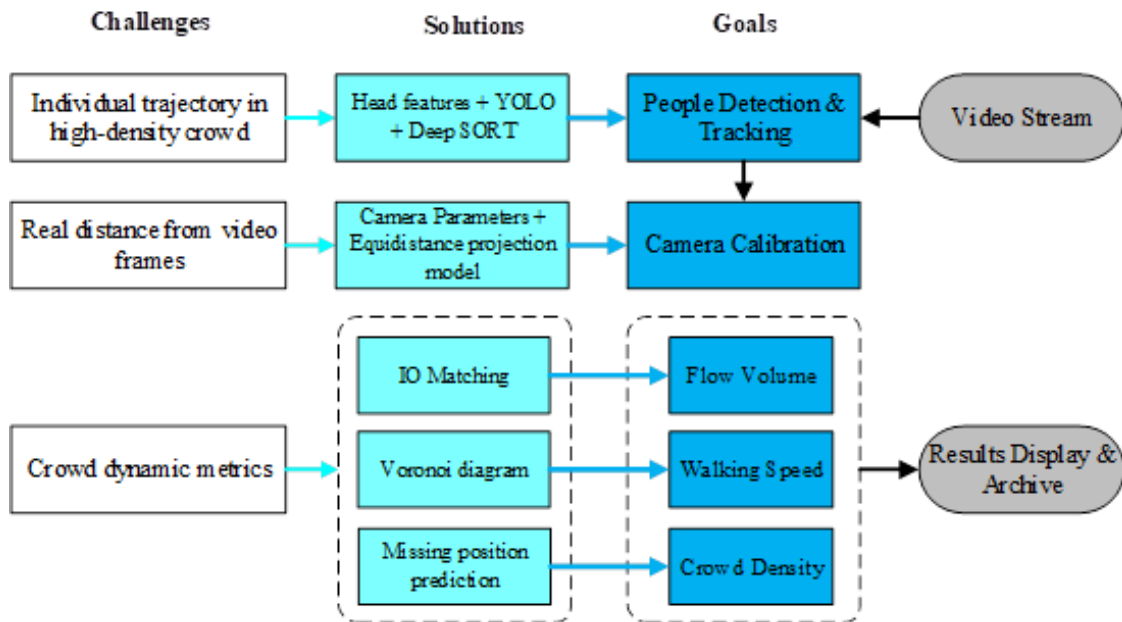 Challenges
Solutions
Goals
Individual trajectory in
high-density crowd
Head features + YOLO
+ Deep SORT
People Detection &
Tracking
Video Stream
Real distance from video
frames
Camera Parameters +
Equidistance projection
model
Camera Calibration
IO Matching
Flow Volume
Crowd dynamic metrics
Voronoi diagram
Walking Speed
Results Display &
Archive
Missing position
prediction
Crowd Density